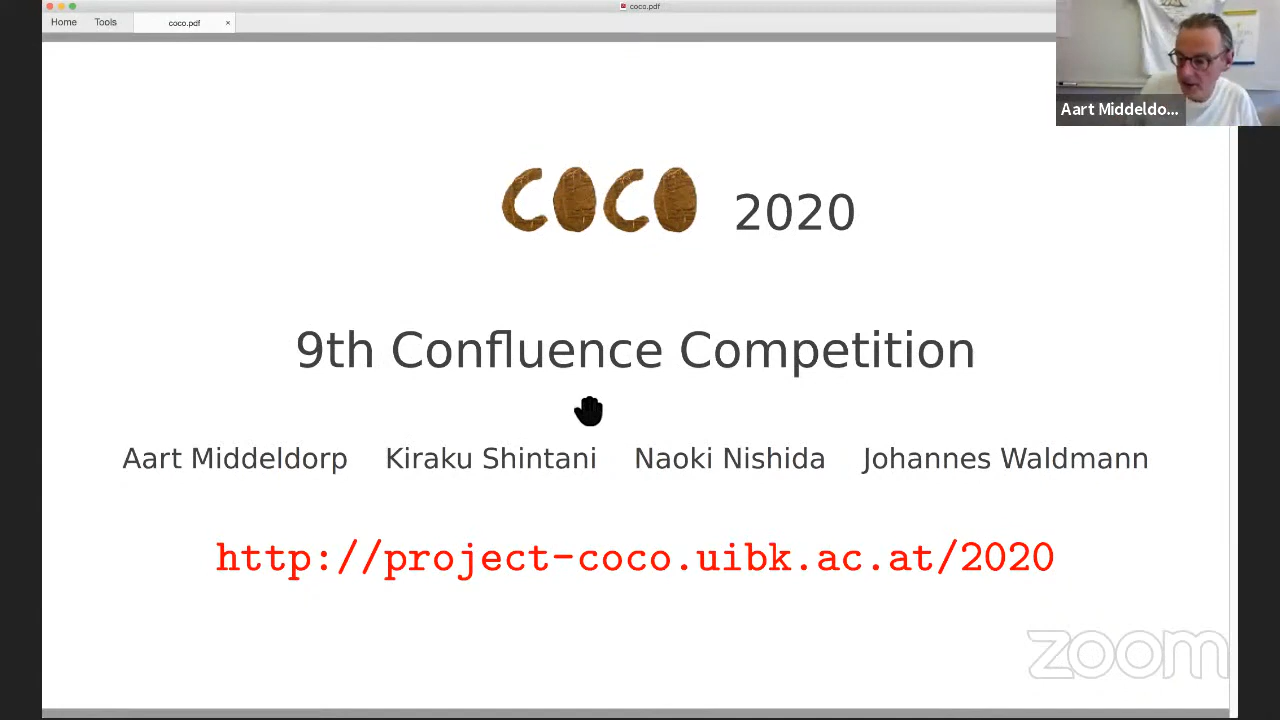 coco.pdf
Home Tools coco.pdf ×
Aart Middeldo...
COCO 2020
9th Confluence Competition
Aart Middeldorp Kiraku Shintani Naoki Nishida Johannes Waldmann
http://project-coco.uibk.ac.at/2020
zoom